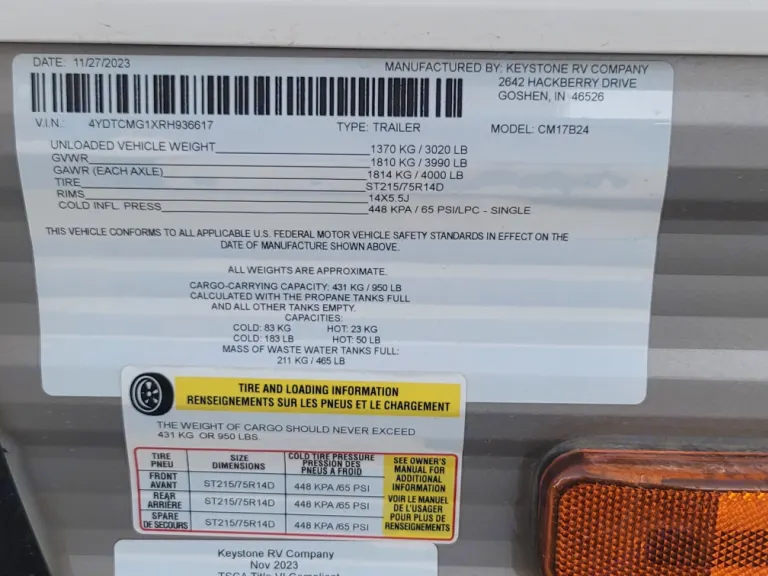 DATE: 11/27/2023 MANUFACTURED BY: KEYSTONE RV COMPANY
2642 HACKBERRY DRIVE
GOSHEN, IN 46526
V.I.N.: 4YDTCMG1XRH936617 TYPE: TRAILER MODEL: CM17B24
UNLOADED VEHICLE WEIGHT 1370 KG / 3020 LB
GVWR 1810 KG / 3990 LB
GAWR (EACH AXLE) 1814 KG / 4000 LB
TIRE ST215/75R14D
RIMS 14X5.5J
COLD INFL. PRESS 448 KPA / 65 PSI/LPC - SINGLE
THIS VEHICLE CONFORMS TO ALL APPLICABLE U.S. FEDERAL MOTOR VEHICLE SAFETY STANDARDS IN EFFECT ON THE
DATE OF MANUFACTURE SHOWN ABOVE.
ALL WEIGHTS ARE APPROXIMATE.
CARGO-CARRYING CAPACITY: 431 KG / 950 LB
CALCULATED WITH THE PROPANE TANKS FULL
AND ALL OTHER TANKS EMPTY.
CAPACITIES:
COLD: 83 KG HOT: 23 KG
COLD: 183 LB HOT: 50 LB
MASS OF WASTE WATER TANKS FULL:
211 KG / 465 LB
TIRE AND LOADING INFORMATION
RENSEIGNEMENTS SUR LES PNEUS ET LE CHARGEMENT
THE WEIGHT OF CARGO SHOULD NEVER EXCEED
431 KG OR 950 LBS.
TIRE
PNEU
SIZE
DIMENSIONS
COLD TIRE PRESSURE
PRESSION DES
PNEUS A FROID
FRONT
AVANT
ST215/75R14D 448 KPA /65 PSI
REAR
ARRIÈRE
ST215/75R14D 448 KPA /65 PSI
SPARE
DE SECOURS
ST215/75R14D 448 KPA /65 PSI
SEE OWNER'S
MANUAL FOR
ADDITIONAL
INFORMATION
VOIR LE MANUEL
DE L'USAGER
POUR PLUS DE
RENSEIGNEMENTS
Keystone RV Company
Nov 2023
TSCA Title VI Compliant